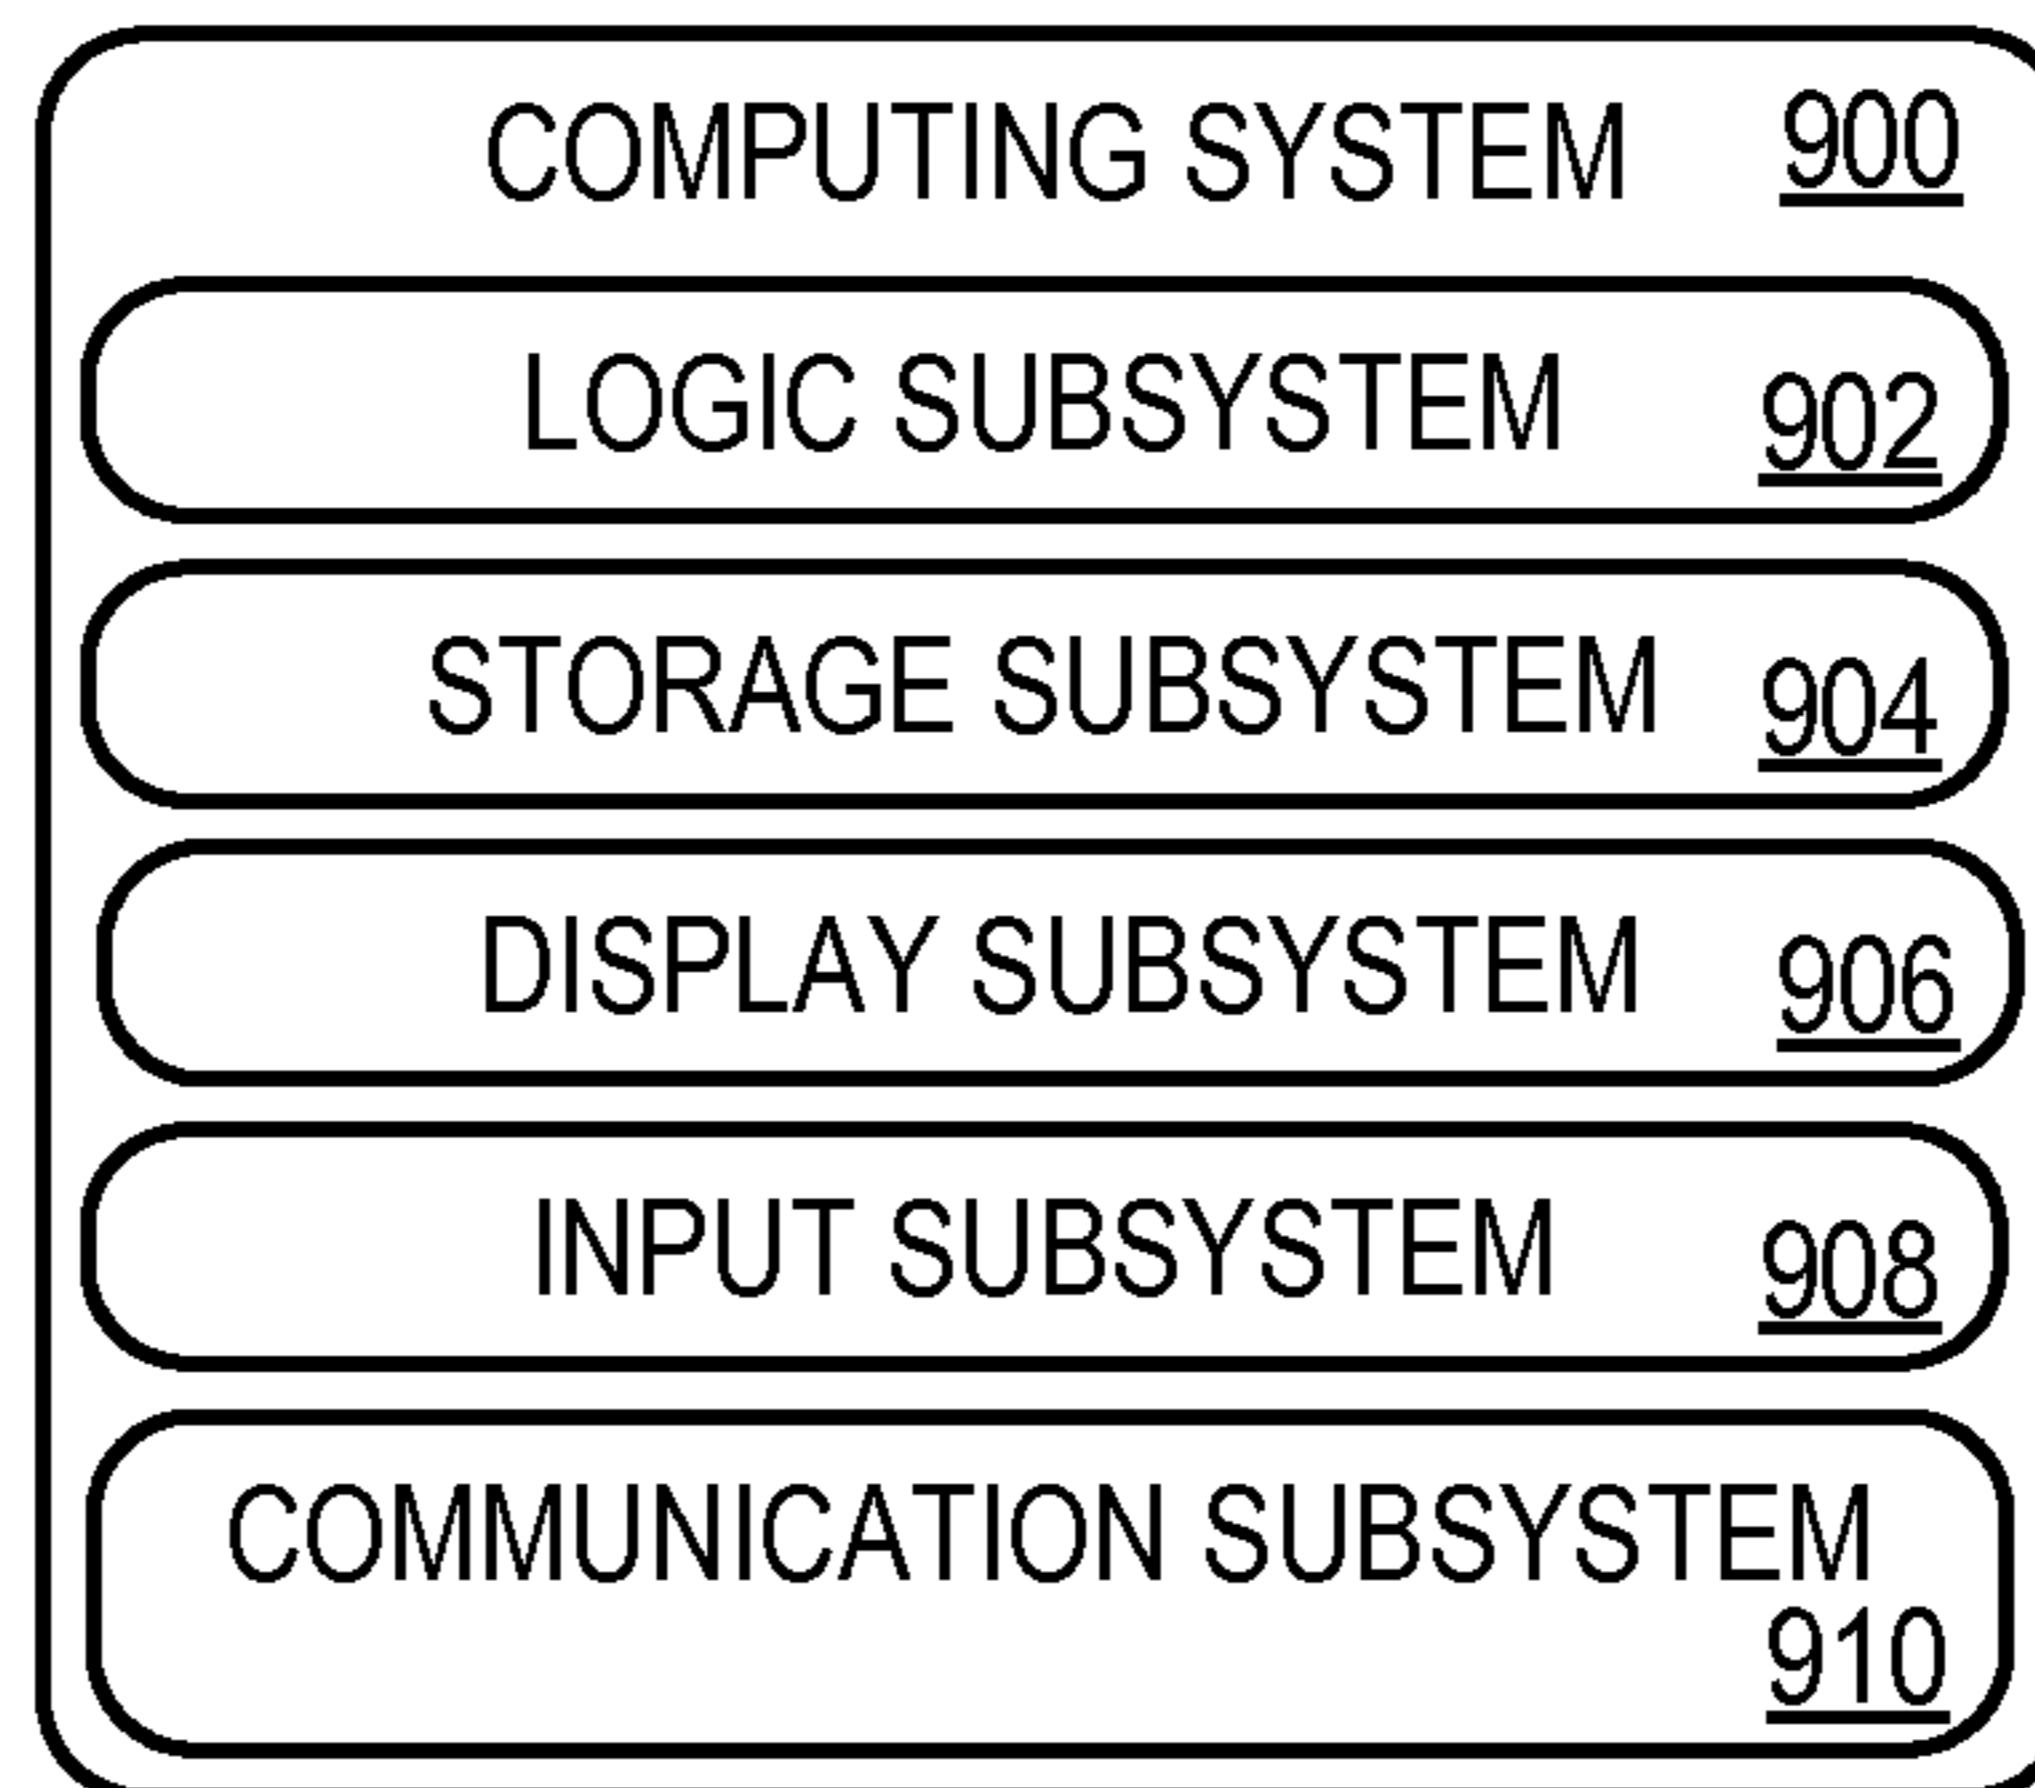 COMPUTING SYSTEM 900
LOGIC SUBSYSTEM 902
STORAGE SUBSYSTEM 904
DISPLAY SUBSYSTEM 906
INPUT SUBSYSTEM 908
COMMUNICATION SUBSYSTEM
910